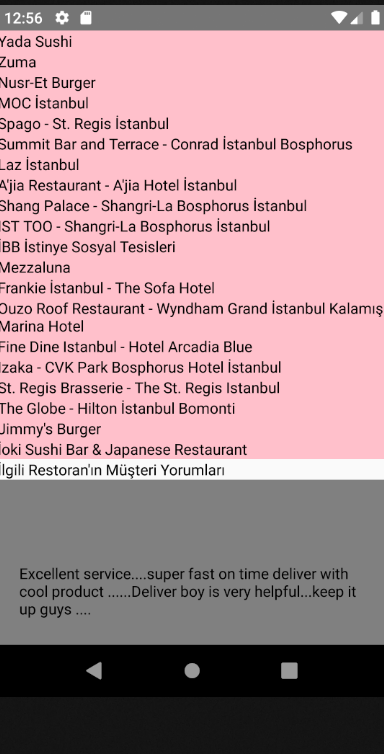 12:56
Yada Sushi
Zuma
Nusr-Et Burger
MOC İstanbul
Spago - St. Regis İstanbul
Summit Bar and Terrace - Conrad İstanbul Bosphorus
Laz İstanbul
A'jia Restaurant - A'jia Hotel İstanbul
Shang Palace - Shangri-La Bosphorus İstanbul
IST TOO - Shangri-La Bosphorus İstanbul
İBB İstinye Sosyal Tesisleri
Mezzaluna
Frankie İstanbul - The Sofa Hotel
Ouzo Roof Restaurant - Wyndham Grand İstanbul Kalamış
Marina Hotel
Fine Dine Istanbul - Hotel Arcadia Blue
Izaka - CVK Park Bosphorus Hotel İstanbul
St. Regis Brasserie - The St. Regis Istanbul
The Globe - Hilton İstanbul Bomonti
Jimmy's Burger
İoki Sushi Bar & Japanese Restaurant
İlgili Restoran'ın Müşteri Yorumları
Excellent service....super fast on time deliver with
cool product ......Deliver boy is very helpful...keep it
up guys ....